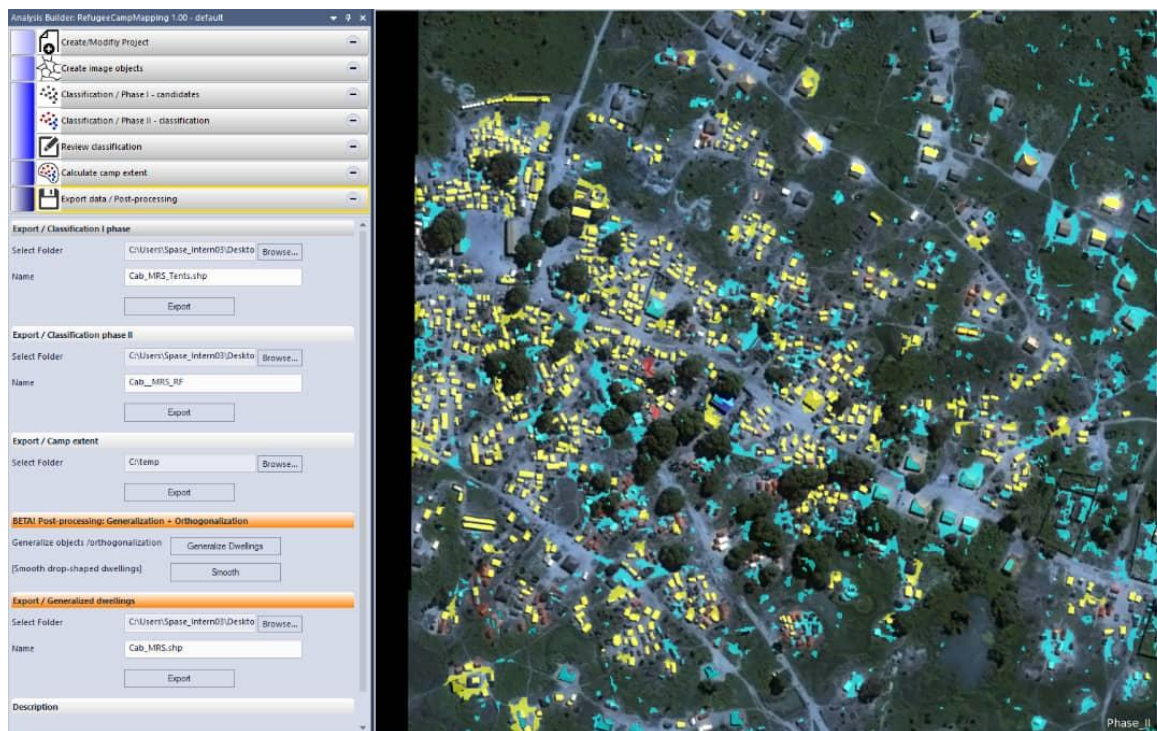 Analysis Builder: RefugeeCampMapping 1.00 - default
Create/Modifiy Project
Create image objects
Classification / Phase I - candidates
Classification / Phase II - classification
Review classification
Calculate camp extent
Export data / Post-processing
Export / Classification I phase
Select Folder C:\Users\Spase_Intern03\Deskto Browse...
Name Cab_MRS_Tents.shp
Export
Export / Classification phase II
Select Folder C:\Users\Spase_Intern03\Deskto Browse...
Name Cab__MRS_RF
Export
Export / Camp extent
Select Folder C:\temp Browse...
Export
BETA! Post-processing: Generalization + Orthogonalization
Generalize objects /orthogonalization Generalize Dwellings
[Smooth drop-shaped dwellings] Smooth
Export / Generalized dwellings
Select Folder C:\Users\Spase_Intern03\Deskto Browse...
Name Cab_MRS.shp
Export
Description
Phase_II